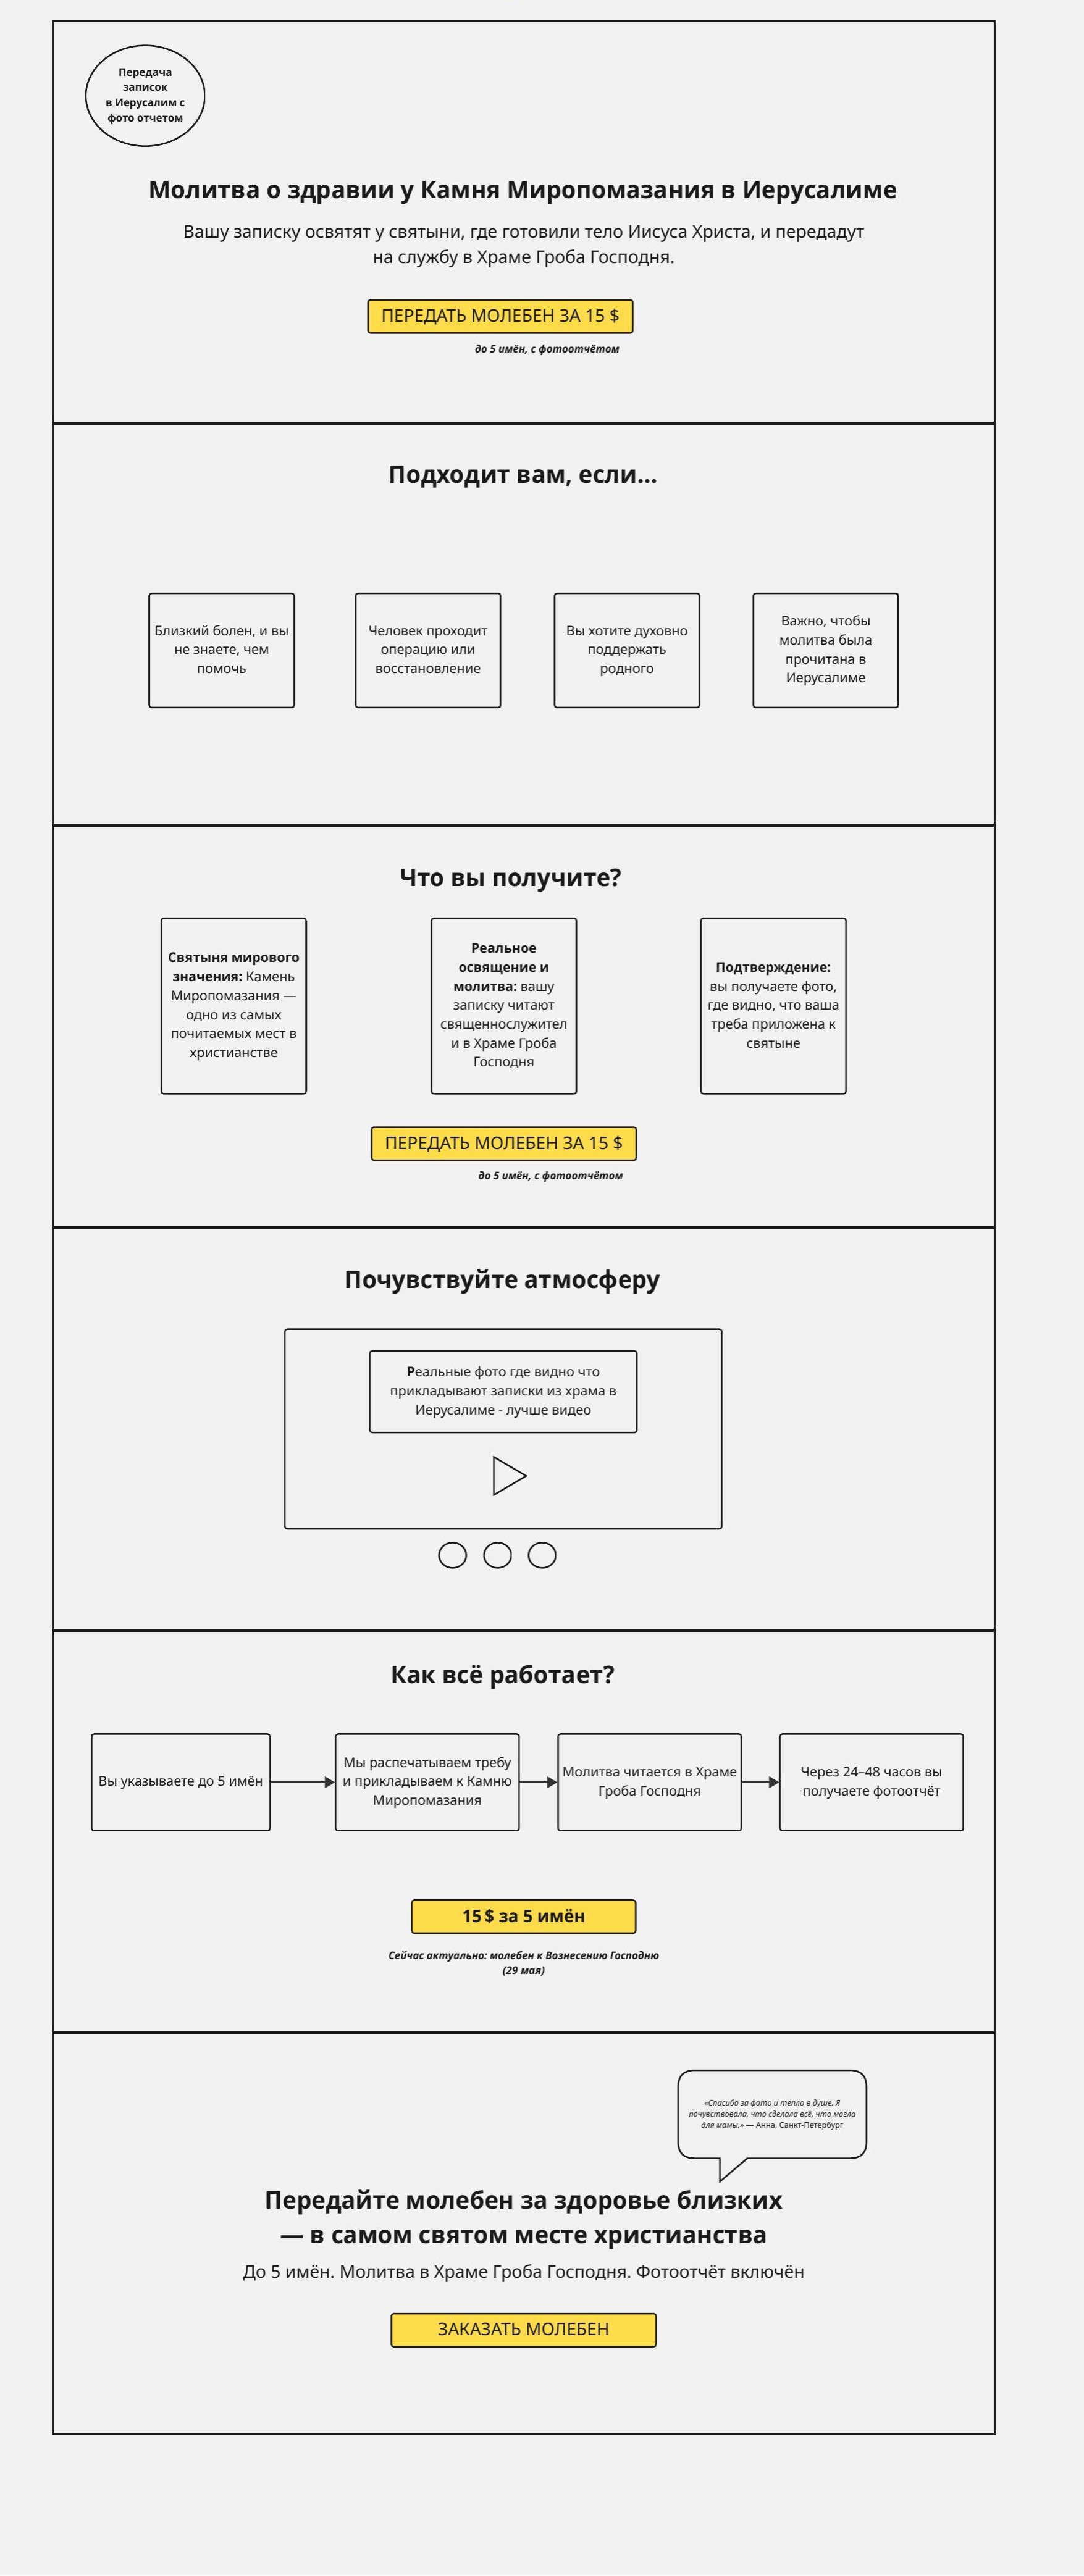 Передача
записок
в Иерусалим с
фото отчетом
Молитва о здравии у Камня Миропомазания в Иерусалиме
Вашу записку освятят у святыни, где готовили тело Иисуса Христа, и передадут
на службу в Храме Гроба Господня.
ПЕРЕДАТЬ МОЛЕБЕН ЗА 15 $
до 5 имён, с фотоотчётом
Подходит вам, если...
Близкий болен, и вы
не знаете, чем
помочь
Человек проходит
операцию или
восстановление
Вы хотите духовно
поддержать
родного
Важно, чтобы
молитва была
прочитана в
Иерусалиме
Что вы получите?
Святыня мирового
значения: Камень
Миропомазания —
одно из самых
почитаемых мест в
христианстве
Реальное
освящение и
молитва: вашу
записку читают
священнослужител
и в Храме Гроба
Господня
Подтверждение:
вы получаете фото,
где видно, что ваша
треба приложена к
святыне
ПЕРЕДАТЬ МОЛЕБЕН ЗА 15 $
до 5 имён, с фотоотчётом
Почувствуйте атмосферу
Реальные фото где видно что
прикладывают записки из храма в
Иерусалиме - лучше видео
Как всё работает?
Вы указываете до 5 имён
Мы распечатываем требу
и прикладываем к Камню
Миропомазания
Молитва читается в Храме
Гроба Господня
Через 24–48 часов вы
получаете фотоотчёт
15 $ за 5 имён
Сейчас актуально: молебен к Вознесению Господню
(29 мая)
«Спасибо за фото и тепло в душе. Я
почувствовала, что сделала всё, что могла
для мамы.» — Анна, Санкт-Петербург
Передайте молебен за здоровье близких
— в самом святом месте христианства
До 5 имён. Молитва в Храме Гроба Господня. Фотоотчёт включён
ЗАКАЗАТЬ МОЛЕБЕН